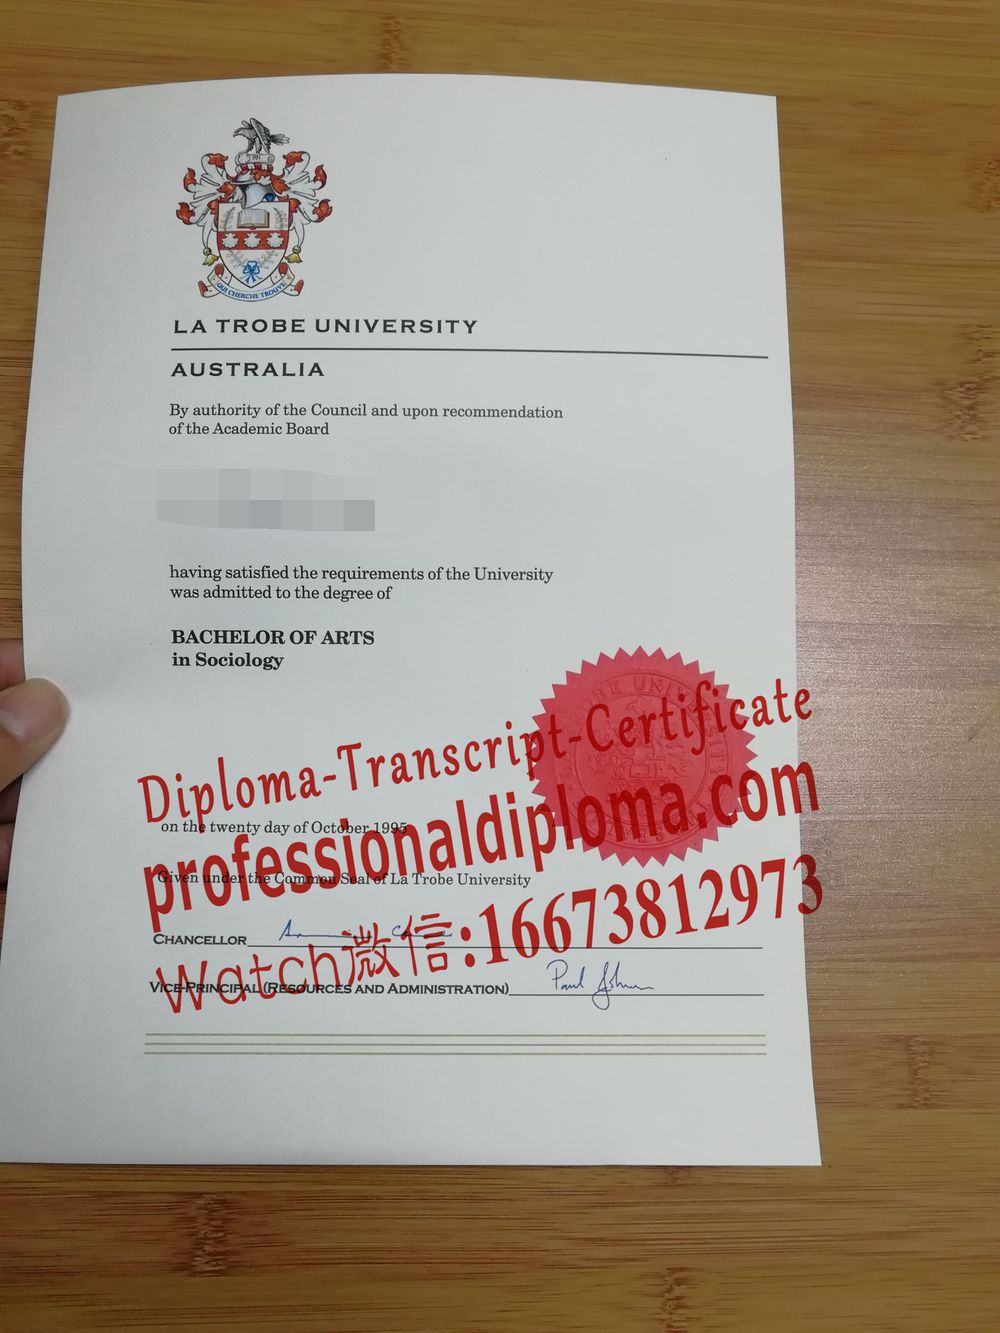 QUI CHERCHE TROUVE
LA TROBE UNIVERSITY
AUSTRALIA
By authority of the Council and upon recommendation
of the Academic Board
having satisfied the requirements of the University
was admitted to the degree of
BACHELOR OF ARTS
in Sociology
Diploma-Transcript-Certificate
on the twenty day of October 1995
professionaldiploma.com
Given under the Common Seal of La Trobe University
CHANCELLOR
Watch微信:16673812973
VICE-PRINCIPAL (RESOURCES AND ADMINISTRATION)
Paul Johnson